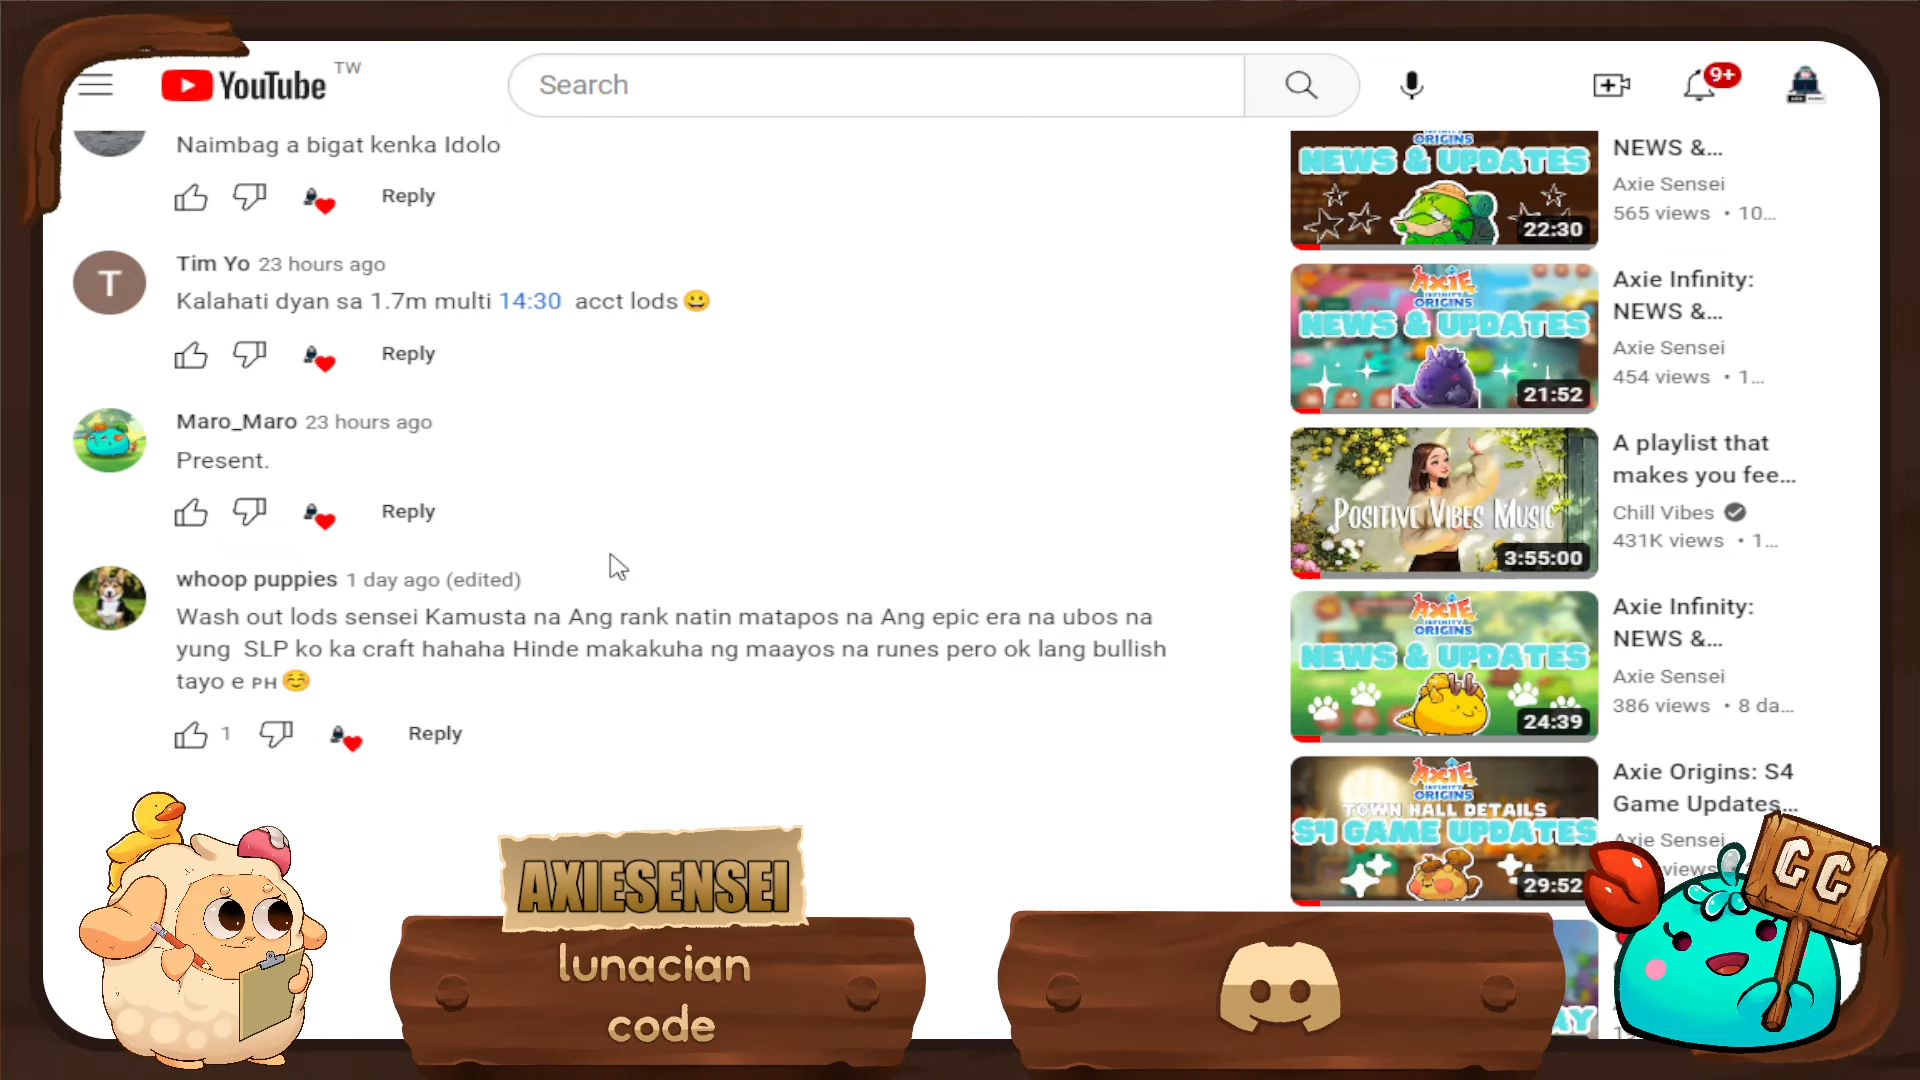 YouTube TW
Search
9+
Naimbag a bigat kenka Idolo
Reply
T
Tim Yo 23 hours ago
Kalahati dyan sa 1.7m multi 14:30 acct lods😀
Reply
Maro_Maro 23 hours ago
Present.
Reply
whoop puppies 1 day ago (edited)
Wash out lods sensei Kamusta na Ang rank natin matapos na Ang epic era na ubos na
yung SLP ko ka craft hahaha Hinde makakuha ng maayos na runes pero ok lang bullish
tayo e PH☺️
1
Reply
ORIGINS
NEWS & UPDATES
22:30
NEWS &...
Axie Sensei
565 views • 10...
AXIE
INFINITY
ORIGINS
NEWS & UPDATES
21:52
Axie Infinity:
NEWS &...
Axie Sensei
454 views • 1...
POSITIVE VIBES MUSIC
3:55:00
A playlist that
makes you fee...
Chill Vibes
431K views • 1...
AXIE
INFINITY
ORIGINS
NEWS & UPDATES
24:39
Axie Infinity:
NEWS &...
Axie Sensei
386 views • 8 da...
AXIE
INFINITY
ORIGINS
TOWN HALL DETAILS
S4 GAME UPDATES
29:52
Axie Origins: S4
Game Updates...
Axie Sensei
views
AXIESENSEI
lunacian
code
CC